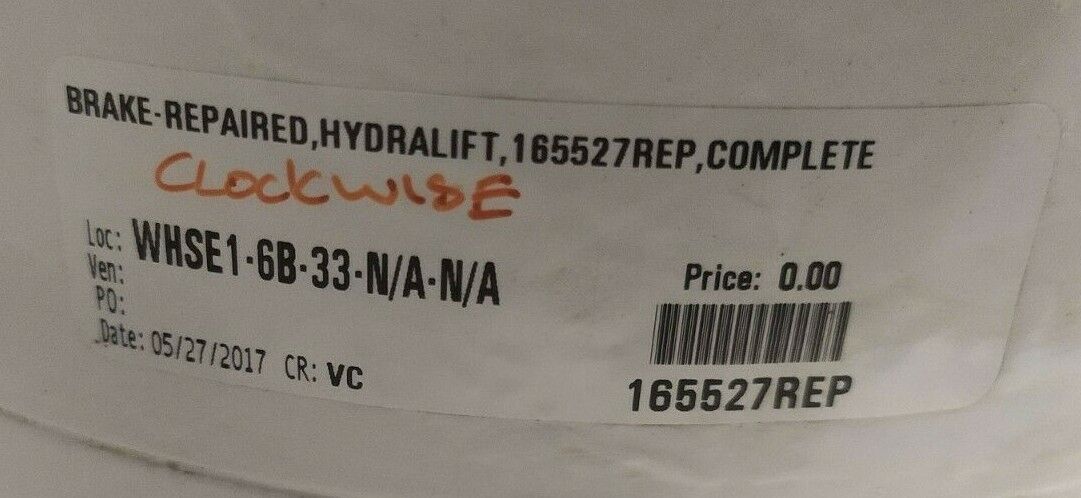 BRAKE-REPAIRED,HYDRALIFT,165527REP,COMPLETE
CLOCKWISE
Loc: WHSE1-6B-33-N/A-N/A
Ven:
PO:
Date: 05/27/2017 CR: VC
Price: 0.00
165527REP